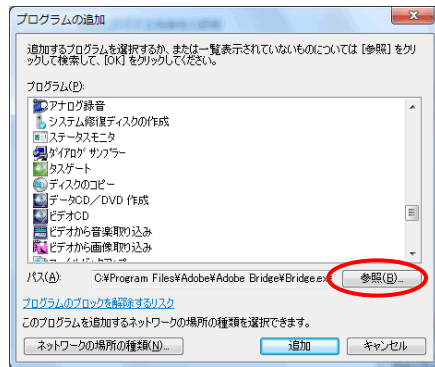 プログラムの追加
追加するプログラムを選択するか、または一覧表示されていないものについては [参照] をクリ
ックして検索して、[OK] をクリックしてください。
プログラム(P):
アナログ録音
システム修復ディスクの作成
ステータスモニタ
ダイアログ サンプラー
タスゲート
ディスクのコピー
データCD/DVD 作成
ビデオCD
ビデオから音楽取り込み
ビデオから画像取り込み
パス(A):
C:¥Program Files¥Adobe¥Adobe Bridge¥Bridge.exe
参照(B)...
プログラムのブロックを解除するリスク
このプログラムを追加するネットワークの場所の種類を選択できます。
ネットワークの場所の種類(N)...
追加
キャンセル